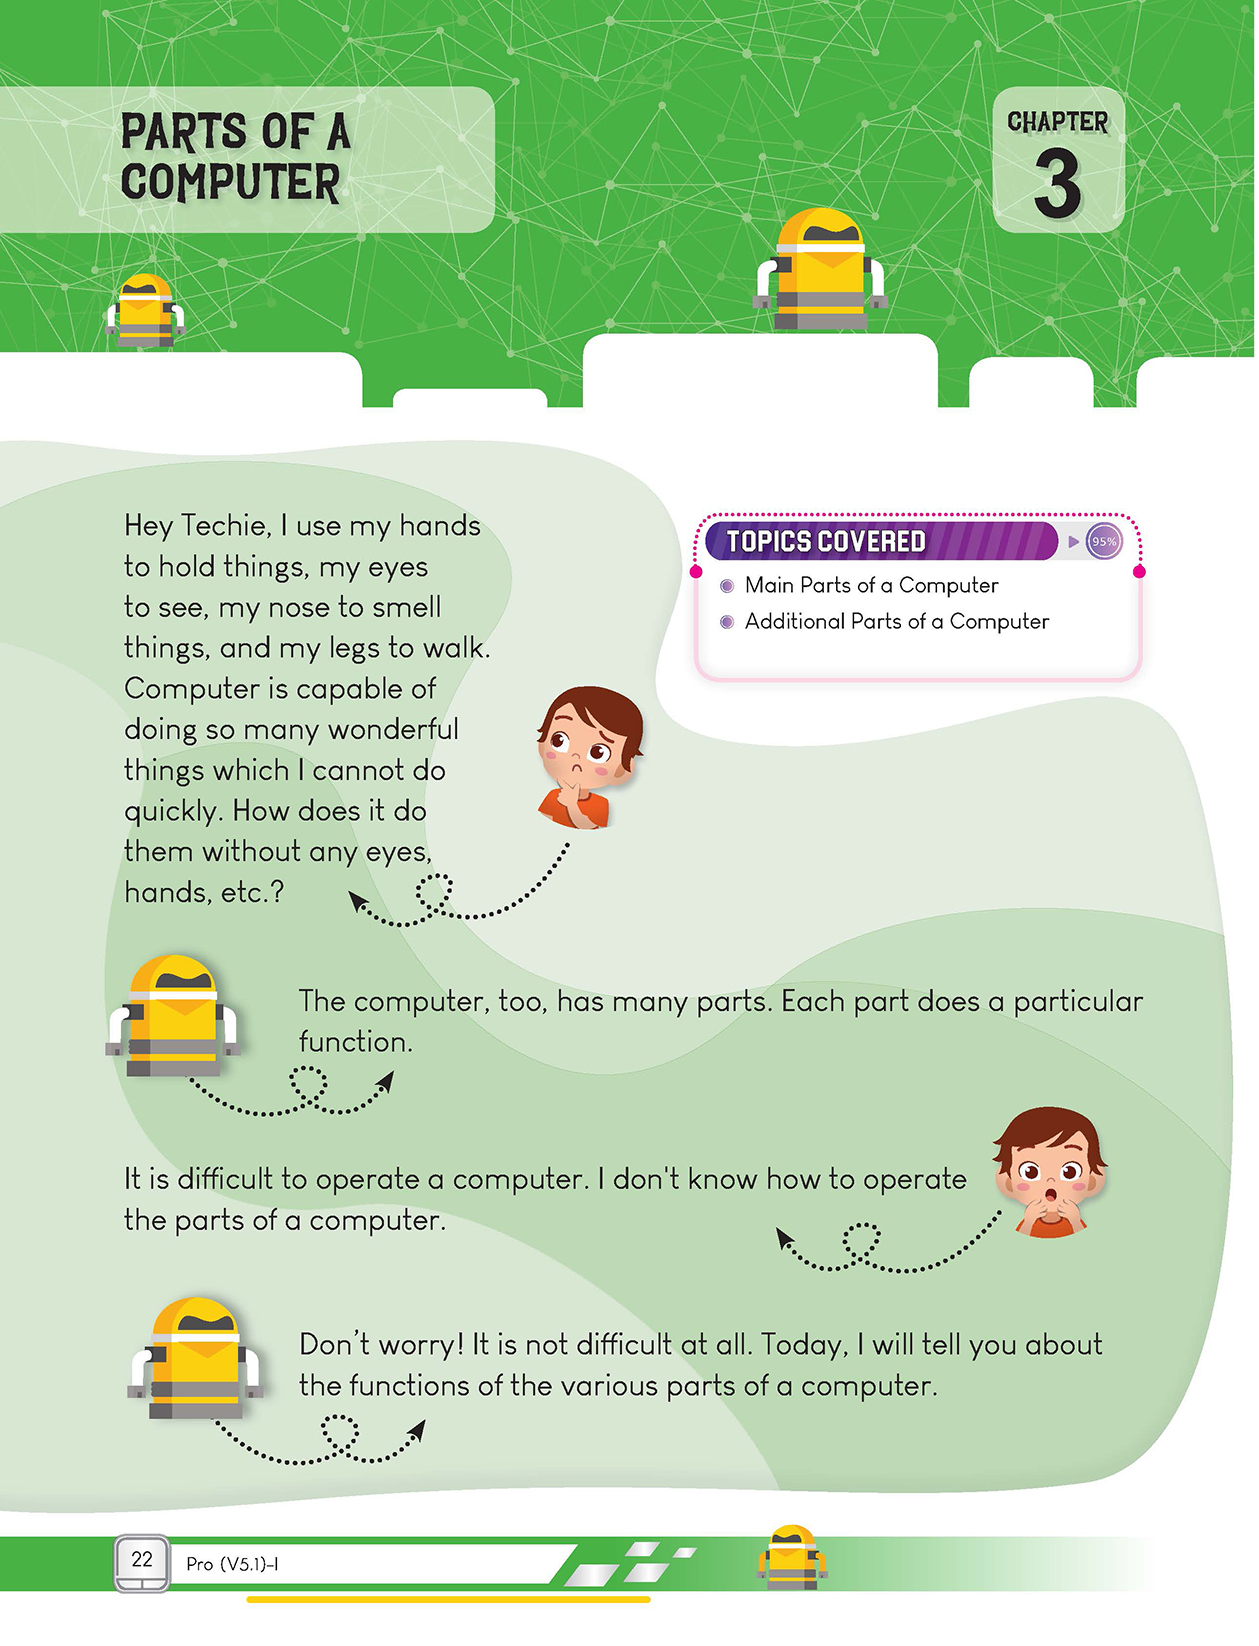 PARTS OF A
COMPUTER
CHAPTER
3
Hey Techie, I use my hands
to hold things, my eyes
to see, my nose to smell
things, and my legs to walk.
Computer is capable of
doing so many wonderful
things which I cannot do
quickly. How does it do
them without any eyes,
hands, etc.?
TOPICS COVERED
95%
Main Parts of a Computer
Additional Parts of a Computer
The computer, too, has many parts. Each part does a particular
function.
It is difficult to operate a computer. I don't know how to operate
the parts of a computer.
Don’t worry! It is not difficult at all. Today, I will tell you about
the functions of the various parts of a computer.
22
Pro (V5.1)-I